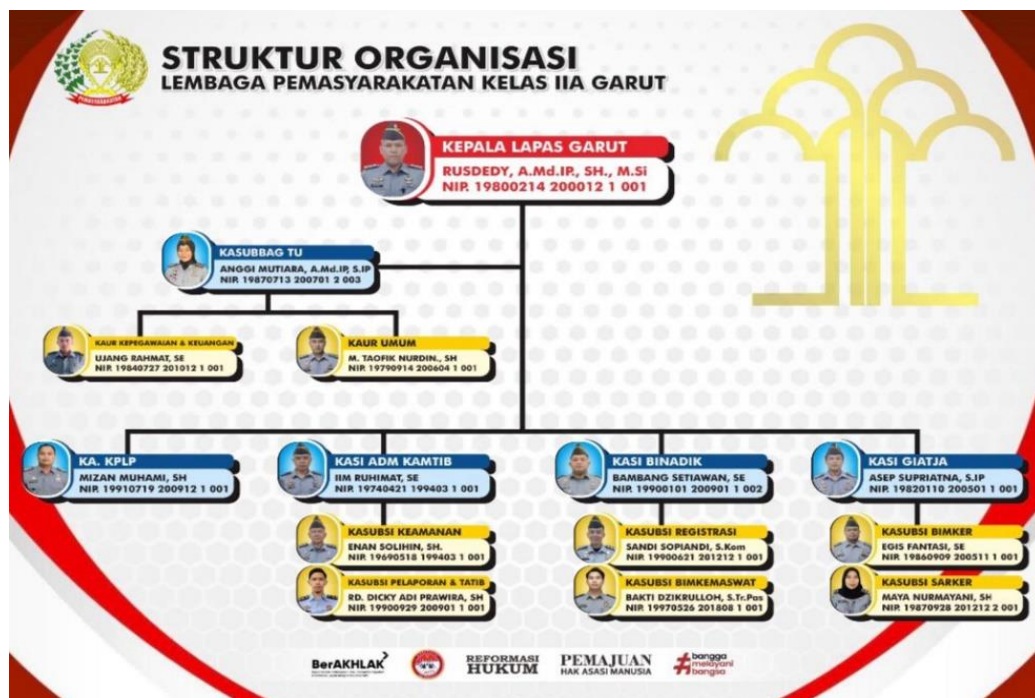 STRUKTUR ORGANISASI
LEMBAGA PEMASYARAKATAN KELAS IIA GARUT
PEMASYARAKATAN
KEPALA LAPAS GARUT
RUSDEDY, A.Md.IP., SH., M.Si
NIP. 19800214 200012 1 001
KASUBBAG TU
ANGGI MUTIARA, A.Md.IP, S.IP
NIP. 19870713 200701 2 003
KAUR KEPEGAWAIAN & KEUANGAN
UJANG RAHMAT, SE
NIP. 19840727 201012 1 001
KAUR UMUM
M. TAOFIK NURDIN., SH
NIP. 19790914 200604 1 001
KA. KPLP
MIZAN MUHAMI, SH
NIP. 19910719 200912 1 001
KASI ADM KAMTIB
IIM RUHIMAT, SE
NIP. 19740421 199403 1 001
KASUBSI KEAMANAN
ENAN SOLIHIN, SH.
NIP. 19690518 199403 1 001
KASUBSI PELAPORAN & TATIB
RD. DICKY ADI PRAWIRA, SH
NIP. 19900929 200901 1 001
KASI BINADIK
BAMBANG SETIAWAN, SE
NIP. 19900101 200901 1 002
KASUBSI REGISTRASI
SANDI SOPIANDI, S.Kom
NIP. 19900621 201212 1 001
KASUBSI BIMKEMASWAT
BAKTI DZIKRULLOH, S.Tr.Pas
NIP. 19970526 201808 1 001
KASI GIATJA
ASEP SUPRIATNA, S.IP
NIP. 19820110 200501 1 001
KASUBSI BIMKER
EGIS FANTASI, SE
NIP. 19860909 200511 1 001
KASUBSI SARKER
MAYA NURMAYANI, SH
NIP. 19870928 201212 2 001
BerAKHLAK
REFORMASI
HUKUM
PEMAJUAN
HAK ASASI MANUSIA
#bangga
melayani
bangsa